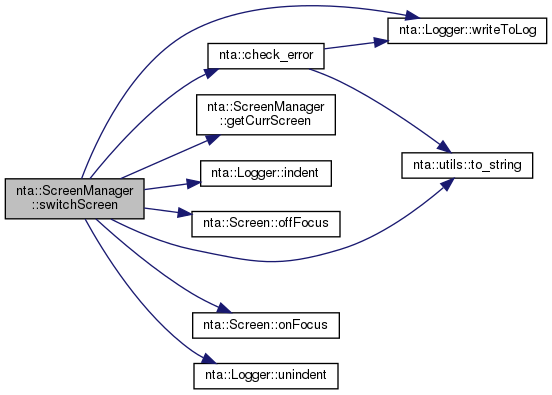 nta::Logger::writeToLog
nta::check_error
nta::ScreenManager
::getCurrScreen
nta::utils::to_string
nta::Logger::indent
nta::ScreenManager
::switchScreen
nta::Screen::offFocus
nta::Screen::onFocus
nta::Logger::unindent